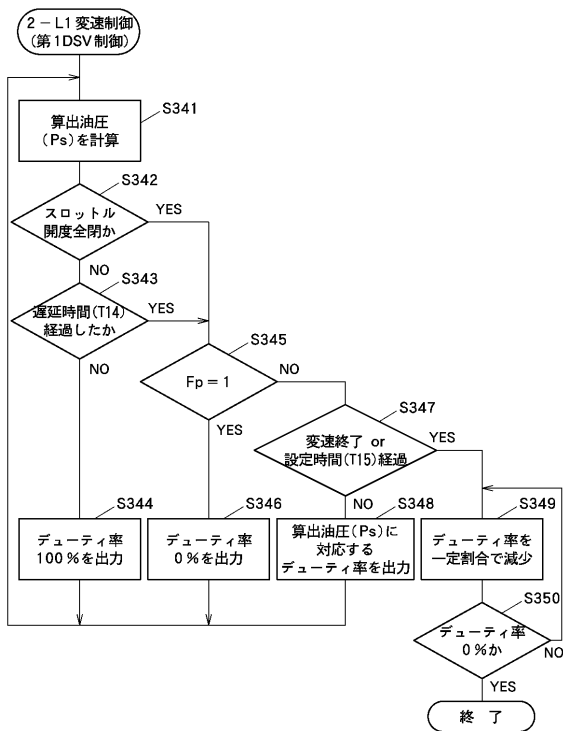 2－L1変速制御
(第1DSV制御)
S341
算出油圧
(Ps)を計算
S342
スロットル
開度全閉か
YES
NO
S343
遅延時間(T14)
経過したか
YES
NO
S345
Fp＝1
NO
YES
S347
変速終了 or
設定時間(T15)経過
YES
NO
S344
デューティ率
100％を出力
S346
デューティ率
0％を出力
S348
算出油圧(Ps)に
対応する
デューティ率を出力
S349
デューティ率を
一定割合で減少
S350
デューティ率
0％か
NO
YES
終了